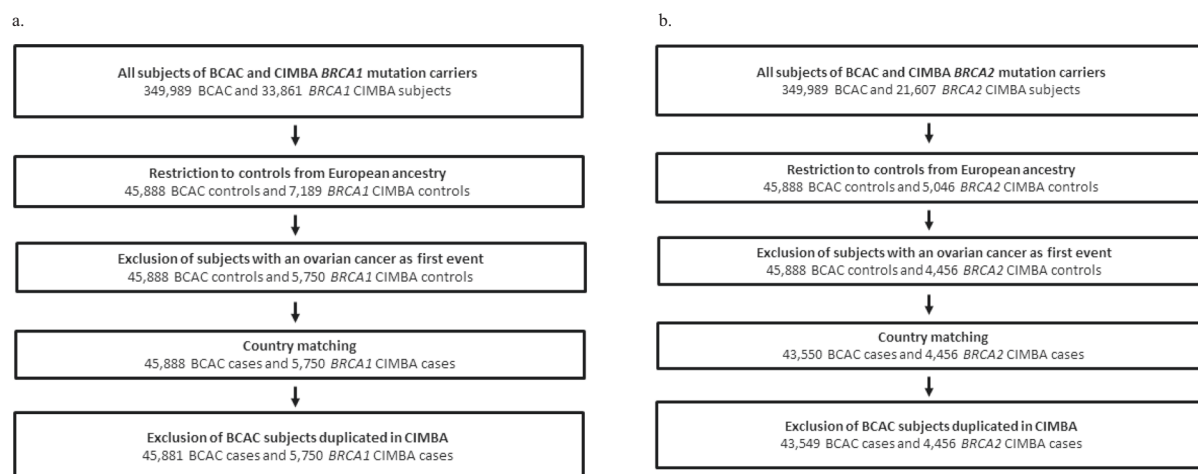 a.
All subjects of BCAC and CIMBA BRCA1 mutation carriers
349,989 BCAC and 33,861 BRCA1 CIMBA subjects
Restriction to controls from European ancestry
45,888 BCAC controls and 7,189 BRCA1 CIMBA controls
Exclusion of subjects with an ovarian cancer as first event
45,888 BCAC controls and 5,750 BRCA1 CIMBA controls
Country matching
45,888 BCAC cases and 5,750 BRCA1 CIMBA cases
Exclusion of BCAC subjects duplicated in CIMBA
45,881 BCAC cases and 5,750 BRCA1 CIMBA cases
b.
All subjects of BCAC and CIMBA BRCA2 mutation carriers
349,989 BCAC and 21,607 BRCA2 CIMBA subjects
Restriction to controls from European ancestry
45,888 BCAC controls and 5,046 BRCA2 CIMBA controls
Exclusion of subjects with an ovarian cancer as first event
45,888 BCAC controls and 4,456 BRCA2 CIMBA controls
Country matching
43,550 BCAC cases and 4,456 BRCA2 CIMBA cases
Exclusion of BCAC subjects duplicated in CIMBA
43,549 BCAC cases and 4,456 BRCA2 CIMBA cases